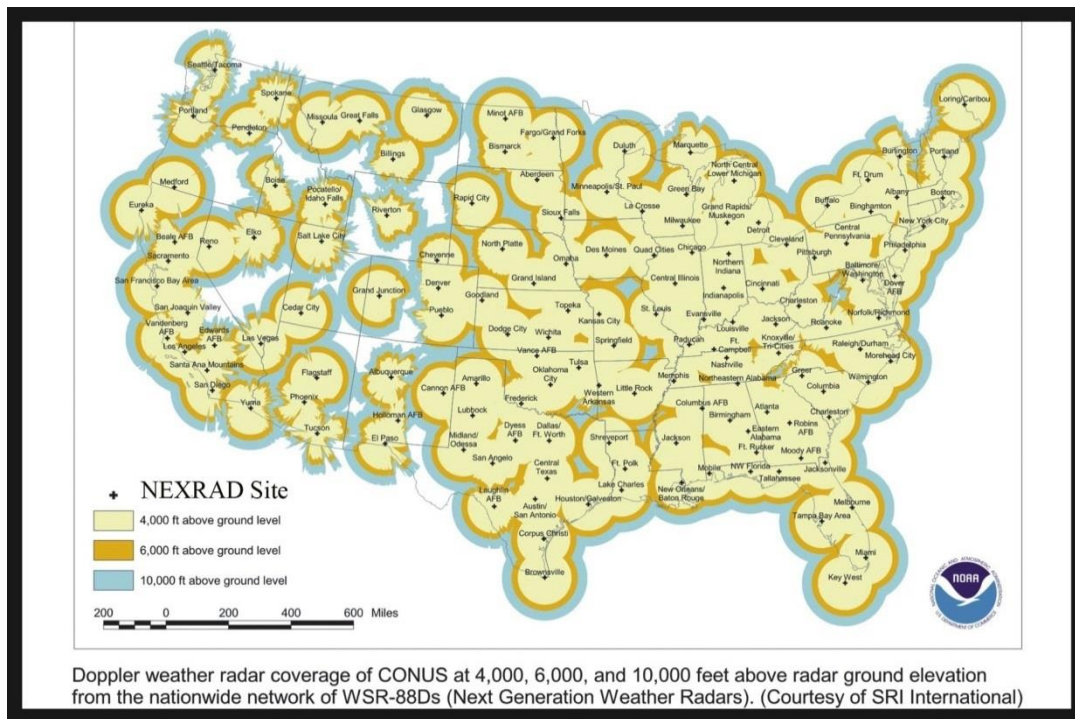 Seattle/Tacoma
Spokane
Portland
Pendleton
Missoula
Great Falls
Glasgow
Billings
Minot AFB
Fargo/Grand Forks
Bismarck
Aberdeen
Duluth
Marquette
Minneapolis/St. Paul
North Central
Lower Michigan
Loring/Caribou
Burlington
Portland
Ft. Drum
Albany
Boston
Buffalo
Binghamton
New York City
Medford
Eureka
Boise
Pocatello/
Idaho Falls
Riverton
Rapid City
Sioux Falls
La Crosse
Green Bay
Milwaukee
Grand Rapids/
Muskegon
Detroit
Cleveland
Central
Pennsylvania
Pittsburgh
Philadelphia
Beale AFB
Reno
Elko
Salt Lake City
Sacramento
San Francisco Bay Area
Cheyenne
North Platte
Omaha
Des Moines
Quad Cities
Chicago
Northern
Indiana
Baltimore/
Washington
Dover
AFB
Grand Junction
Denver
Goodland
Grand Island
Central Illinois
Indianapolis
Cincinnati
Charleston
San Joaquin Valley
Cedar City
Pueblo
Topeka
Kansas City
St. Louis
Evansville
Louisville
Jackson
Roanoke
Norfolk/Richmond
Vandenberg
AFB
Edwards
AFB
Las Vegas
Los Angeles
Dodge City
Wichita
Springfield
Paducah
Ft.
Campbell
Knoxville/
Tri-Cities
Raleigh/Durham
Morehead City
Santa Ana Mountains
San Diego
Yuma
Flagstaff
Phoenix
Tucson
Albuquerque
Holloman AFB
El Paso
Cannon AFB
Amarillo
Vance AFB
Tulsa
Oklahoma
City
Frederick
Western
Arkansas
Little Rock
Memphis
Nashville
Northeastern Alabama
Greer
Columbia
Wilmington
Lubbock
Midland/
Odessa
San Angelo
Dyess
AFB
Dallas/
Ft. Worth
Shreveport
Columbus AFB
Birmingham
Atlanta
Charleston
Jackson
Eastern
Alabama
Robins
AFB
Ft. Rucker
Moody AFB
Central
Texas
Ft. Polk
Lake Charles
Mobile
NW Florida
Tallahassee
Jacksonville
Laughlin
AFB
Austin/
San Antonio
Houston/Galveston
New Orleans/
Baton Rouge
Corpus Christi
Brownsville
Melbourne
Tampa Bay Area
Miami
Key West
NEXRAD Site
4,000 ft above ground level
6,000 ft above ground level
10,000 ft above ground level
200 0 200 400 600 Miles
NOAA
NATIONAL OCEANIC AND ATMOSPHERIC ADMINISTRATION
U.S. DEPARTMENT OF COMMERCE
Doppler weather radar coverage of CONUS at 4,000, 6,000, and 10,000 feet above radar ground elevation
from the nationwide network of WSR-88Ds (Next Generation Weather Radars). (Courtesy of SRI International)